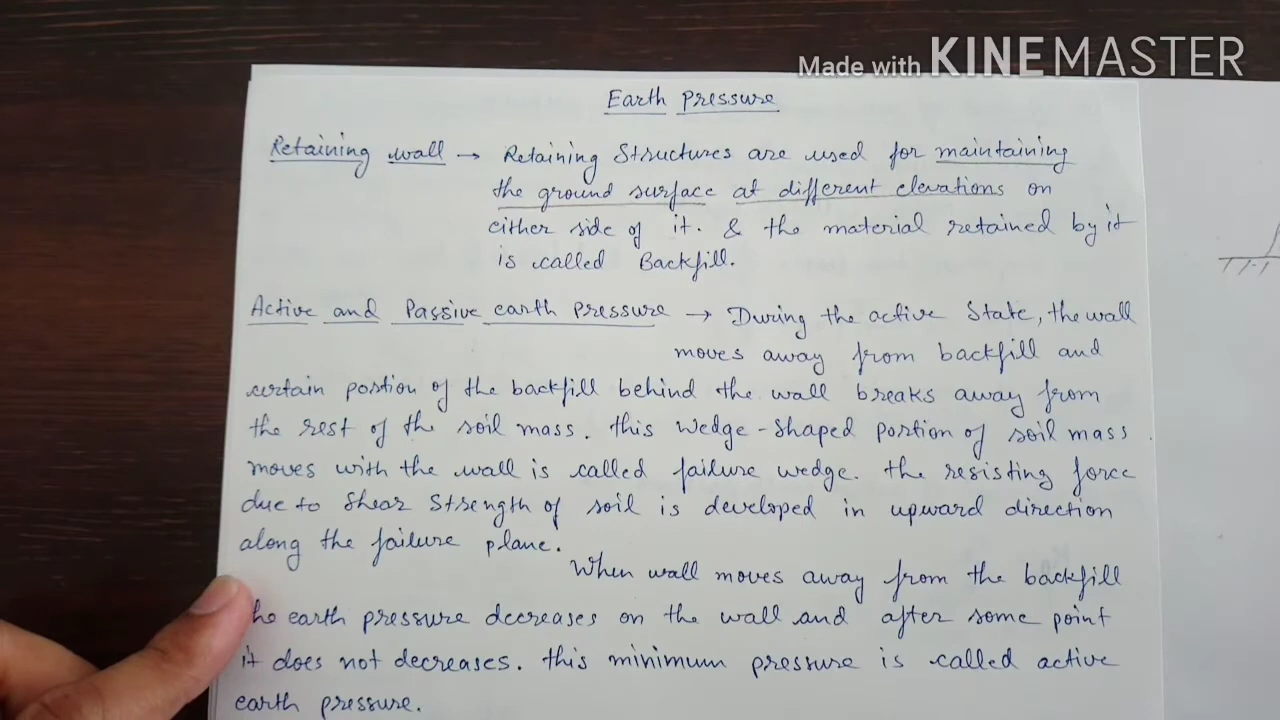 Made with KINEMASTER
Earth Pressure
Retaining wall → Retaining Structures are used for maintaining
the ground surface at different elevations on
either side of it. & the material retained by it
is called Backfill.
Active and Passive earth pressure → During the active State, the wall
moves away from backfill and
certain portion of the backfill behind the wall breaks away from
the rest of the soil mass. this wedge-shaped portion of soil mass
moves with the wall is called failure wedge. the resisting force
due to shear strength of soil is developed in upward direction
along the failure plane.
When wall moves away from the backfill
he earth pressure decreases on the wall and after some point
it does not decreases. this minimum pressure is called active
earth pressure.